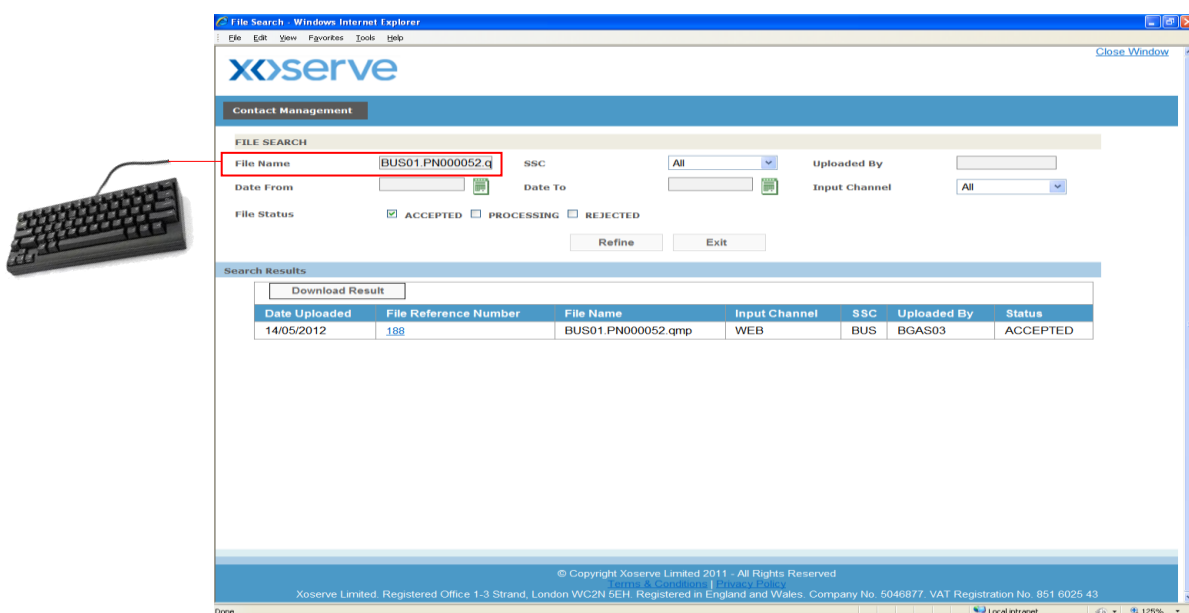 File Search - Windows Internet Explorer
File Edit View Favorites Tools Help
Close Window
xoserve
Contact Management
FILE SEARCH
File Name BUS01.PN000052.q SSC All Uploaded By
Date From Date To Input Channel All
File Status ACCEPTED PROCESSING REJECTED
Refine Exit
Search Results
Download Result
Date Uploaded File Reference Number File Name Input Channel SSC Uploaded By Status
14/05/2012 188 BUS01.PN000052.qmp WEB BUS BGAS03 ACCEPTED
© Copyright Xoserve Limited 2011 - All Rights Reserved
Terms & Conditions | Privacy Policy
Xoserve Limited. Registered Office 1-3 Strand, London WC2N 5EH. Registered in England and Wales. Company No. 5046877. VAT Registration No. 851 6025 43
Done Local intranet 125%